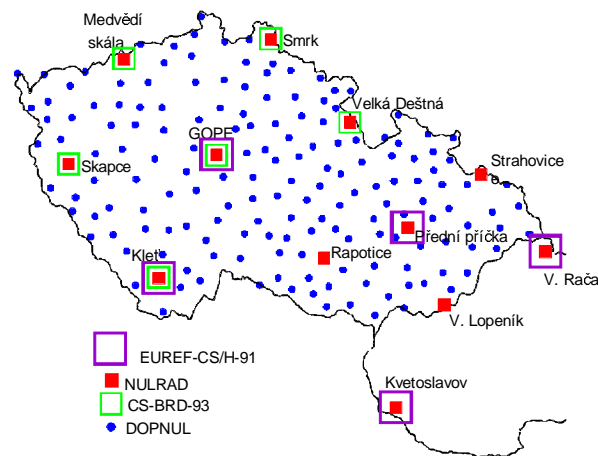 Medvědí
skála
Smrk
Velká Deštná
GOPE
Skapce
Strahovice
Přední příčka
Kleť
Rapotice
V. Rača
V. Lopeník
EUREF-CS/H-91
NULRAD
Kvetoslavov
CS-BRD-93
DOPNUL